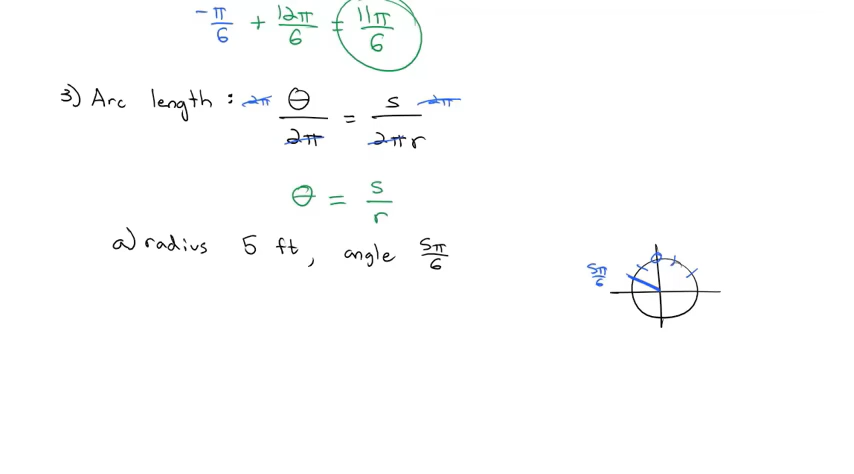 -π/6 + 12π/6 = 11π/6
3) Arc length : 2π θ/2π = s/2πr 2π
θ = s/r
a) radius 5 ft, angle 5π/6
5π/6